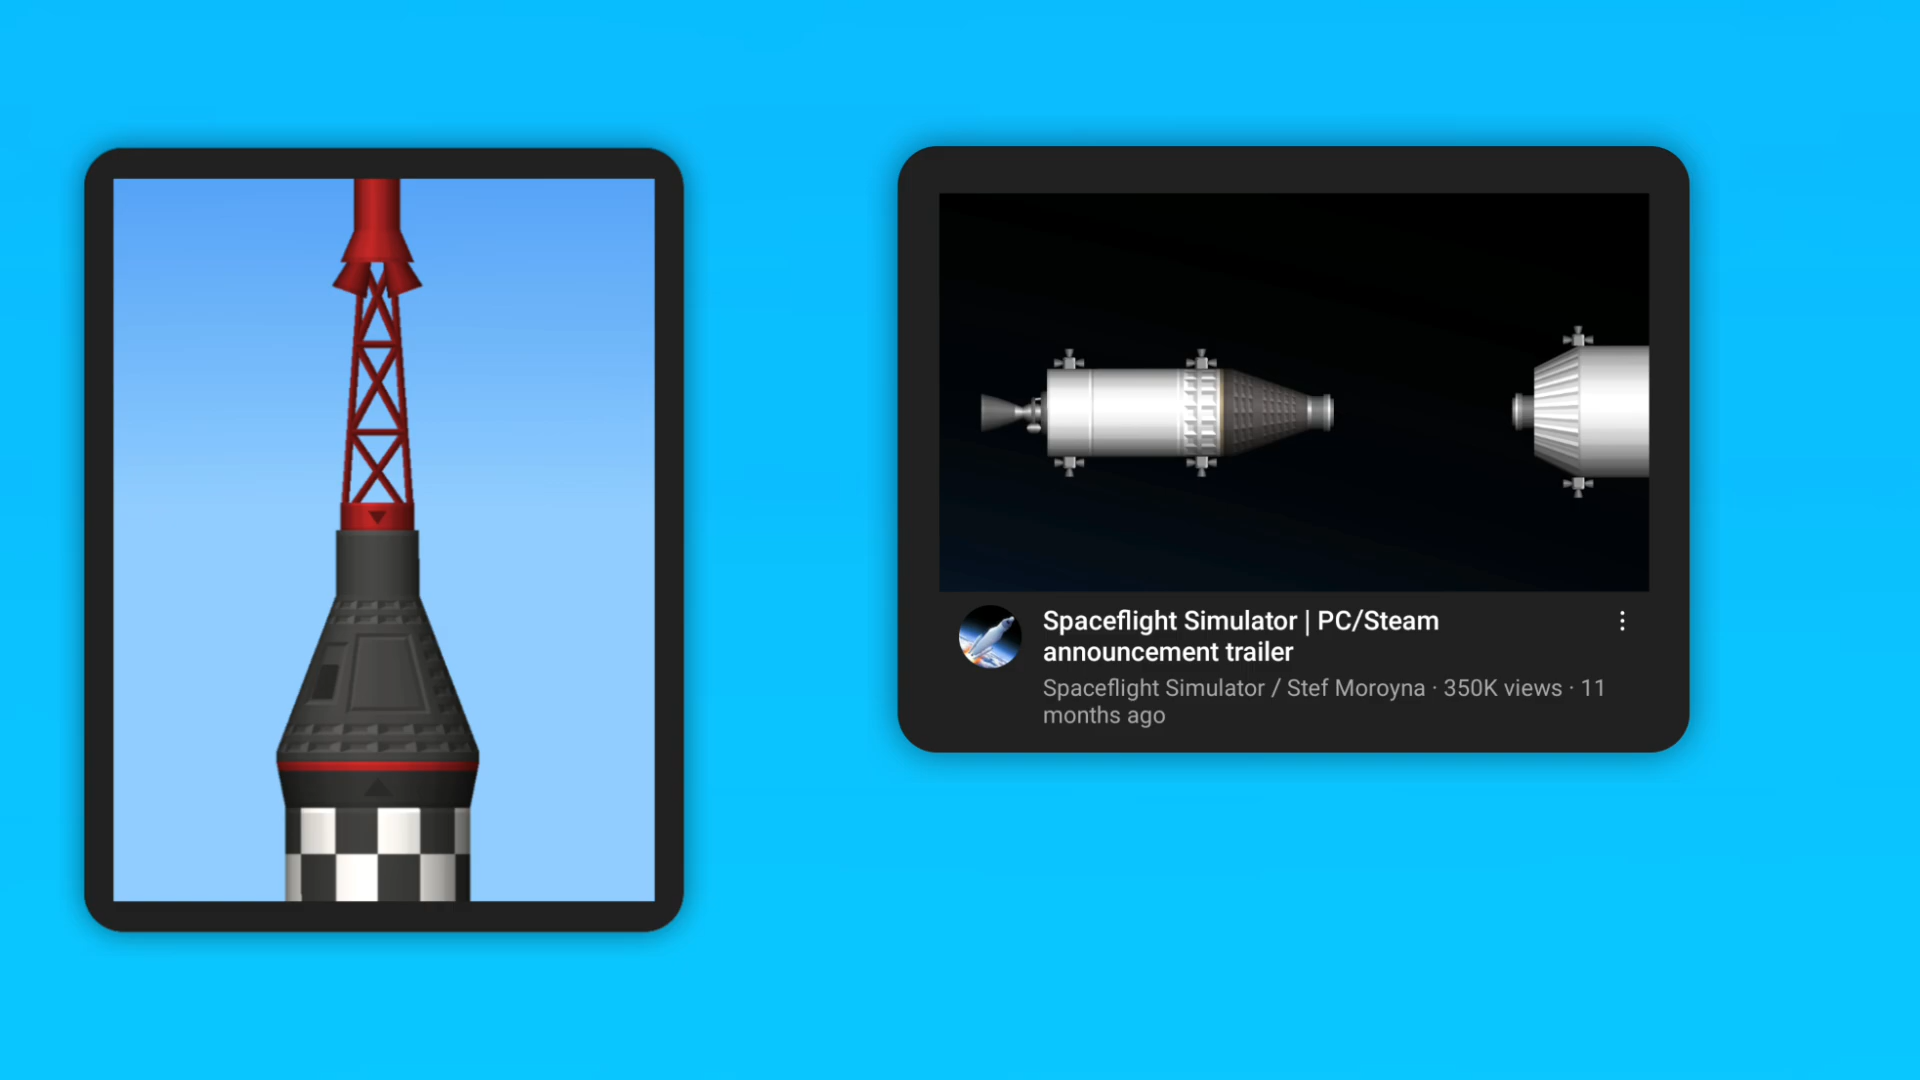 Spaceflight Simulator | PC/Steam
announcement trailer
Spaceflight Simulator / Stef Moroyna · 350K views · 11
months ago